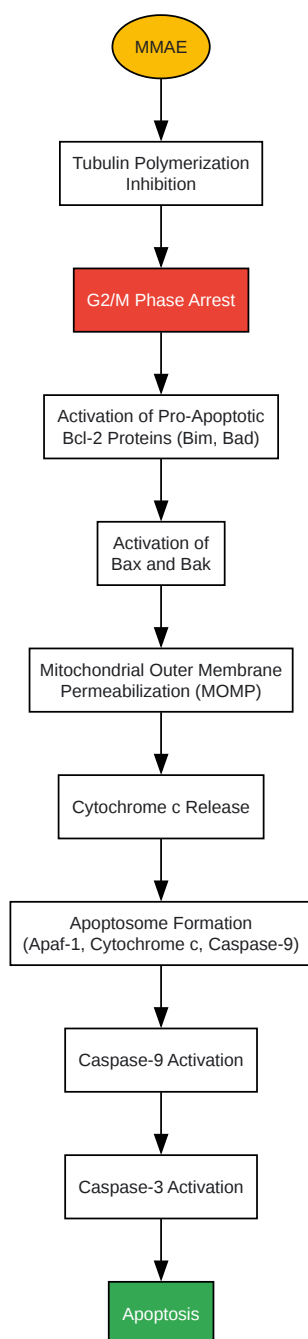 MMAE
Tubulin Polymerization
Inhibition
G2/M Phase Arrest
Activation of Pro-Apoptotic
Bcl-2 Proteins (Bim, Bad)
Activation of
Bax and Bak
Mitochondrial Outer Membrane
Permeabilization (MOMP)
Cytochrome c Release
Apoptosome Formation
(Apaf-1, Cytochrome c, Caspase-9)
Caspase-9 Activation
Caspase-3 Activation
Apoptosis